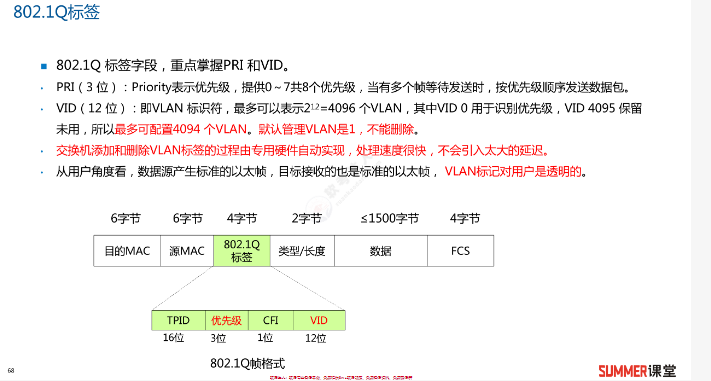 802.1Q标签
802.1Q 标签字段，重点掌握PRI 和VID。
PRI（3 位）：Priority表示优先级，提供0～7共8个优先级，当有多个帧等待发送时，按优先级顺序发送数据包。
VID（12 位）：即VLAN 标识符，最多可以表示2¹²=4096 个VLAN，其中VID 0 用于识别优先级，VID 4095 保留
未用，所以最多可配置4094 个VLAN。默认管理VLAN是1，不能删除。
交换机添加和删除VLAN标签的过程由专用硬件自动实现，处理速度很快，不会引入太大的延迟。
从用户角度看，数据源产生标准的以太帧，目标接收的也是标准的以太帧，VLAN标记对用户是透明的。
6字节 6字节 4字节 2字节 ≤1500字节 4字节
目的MAC 源MAC 802.1Q 标签 类型/长度 数据 FCS
TPID 优先级 CFI VID
16位 3位 1位 12位
802.1Q帧格式
68
SUMMER课堂